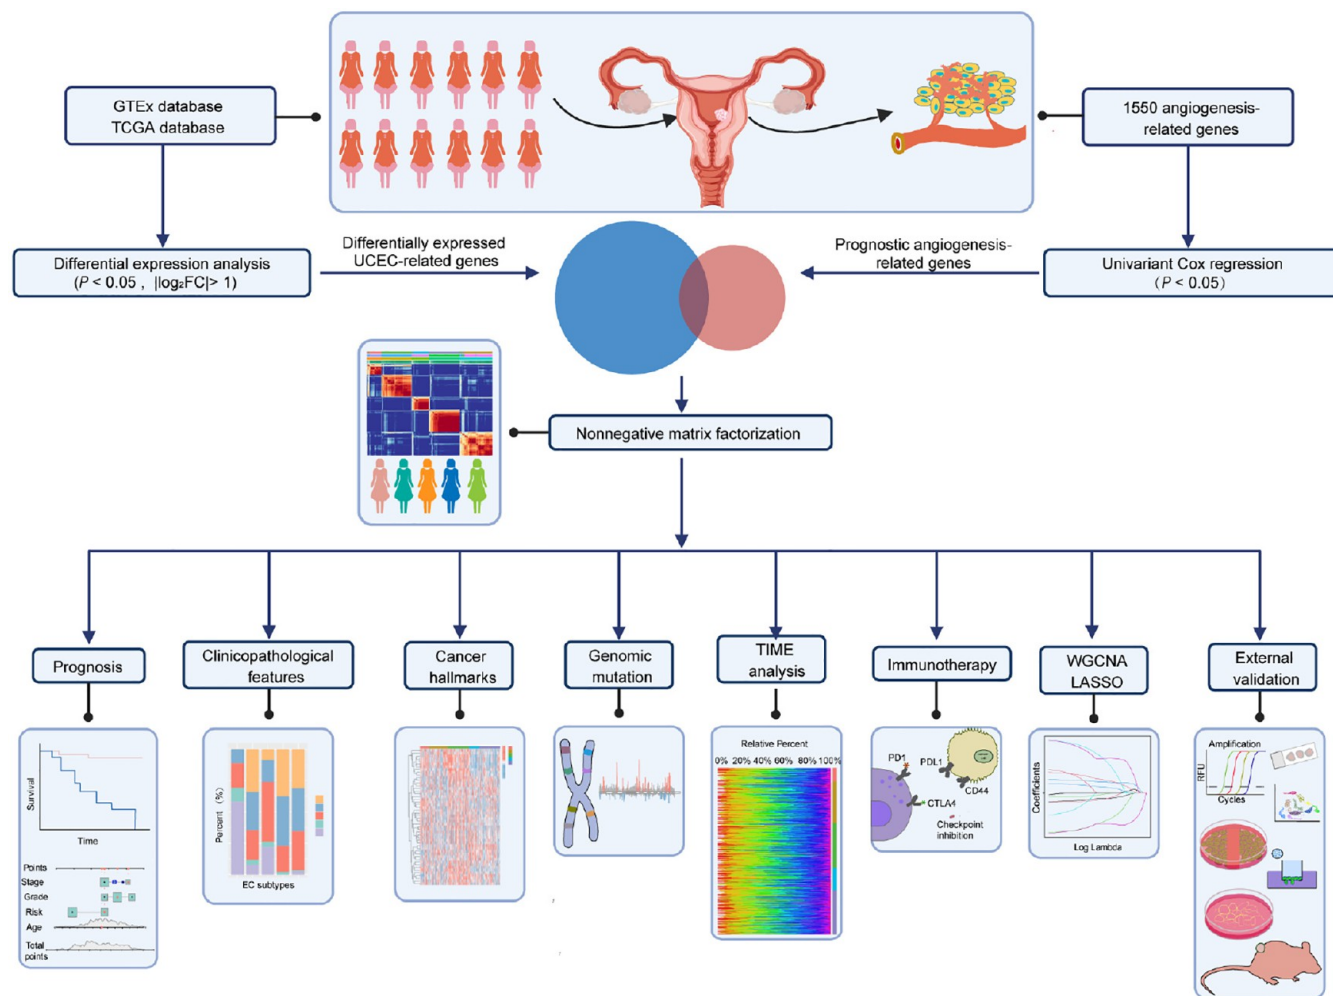 GTEx database
TCGA database
1550 angiogenesis-
related genes
Differential expression analysis
(P < 0.05 , |log₂FC|> 1)
Differentially expressed
UCEC-related genes
Prognostic angiogenesis-
related genes
Univariant Cox regression
(P < 0.05)
Nonnegative matrix factorization
Prognosis
Clinicopathological
features
Cancer
hallmarks
Genomic
mutation
TIME
analysis
Immunotherapy
WGCNA
LASSO
External
validation
Survival
Time
Points
Stage
Grade
Risk
Age
Total
points
Percent (%)
EC subtypes
Relative Percent
0% 20% 40% 60% 80% 100%
PD1
PDL1
CD44
CTLA4
Checkpoint
inhibition
Coefficients
Log Lambda
Amplification
RFU
Cycles